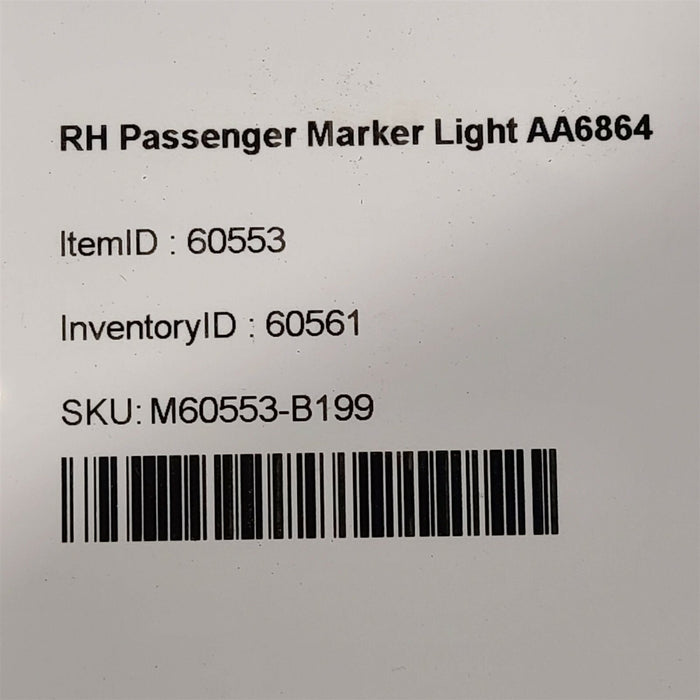 RH Passenger Marker Light AA6864
ItemID : 60553
InventoryID : 60561
SKU: M60553-B199